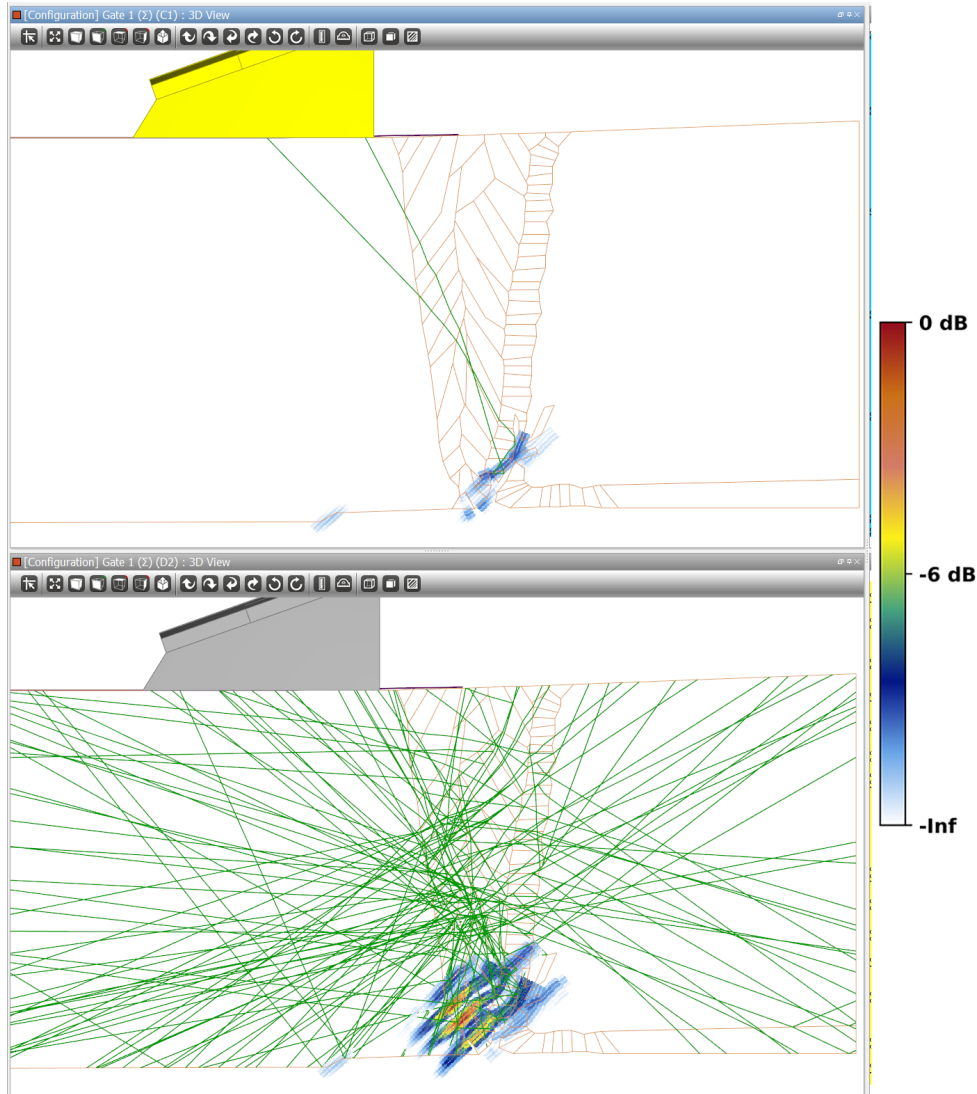 [Configuration] Gate 1 (Σ) (C1) : 3D View
0 dB
-6 dB
-Inf
[Configuration] Gate 1 (Σ) (D2) : 3D View